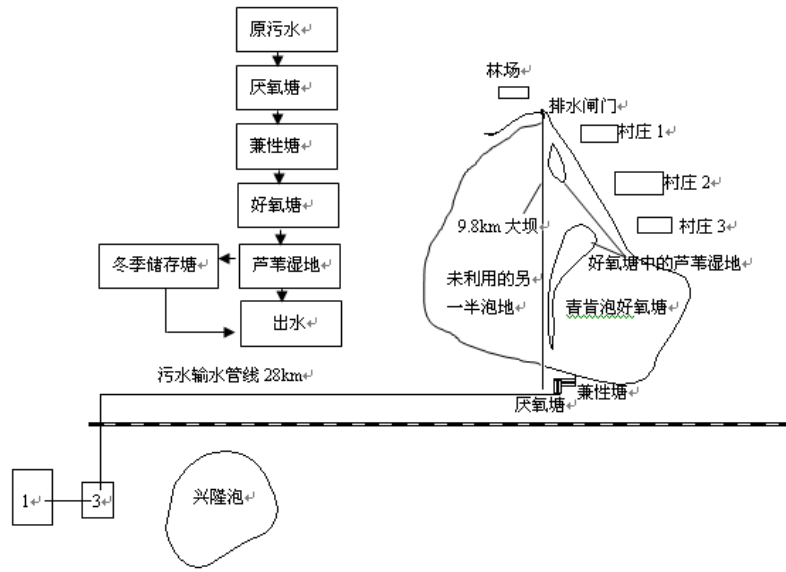 原污水
厌氧塘
兼性塘
好氧塘
芦苇湿地
冬季储存塘
出水
林场
排水闸门
村庄 1
村庄 2
村庄 3
9.8km 大坝
好氧塘中的芦苇湿地
未利用的另
一半泡地
青肯泡好氧塘
污水输水管线 28km
厌氧塘
兼性塘
1
3
兴隆泡